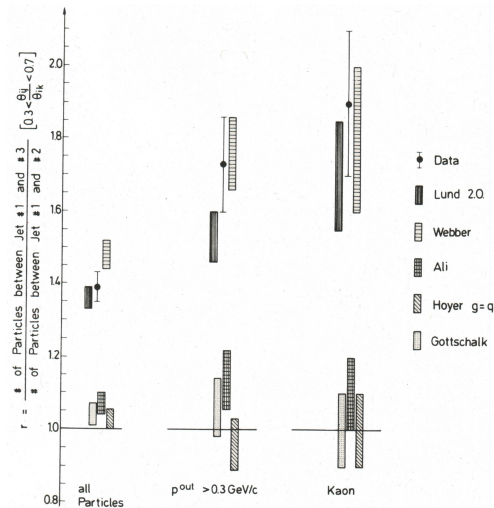 r = # of Particles between Jet #1 and #3 / # of Particles between Jet #1 and #2 [0.3 < θij/θik < 0.7]
2.0
1.8
1.6
1.4
1.2
1.0
0.8
Data
Lund 2.0.
Webber
Ali
Hoyer g=q
Gottschalk
all
Particles
p^out > 0.3 GeV/c
Kaon